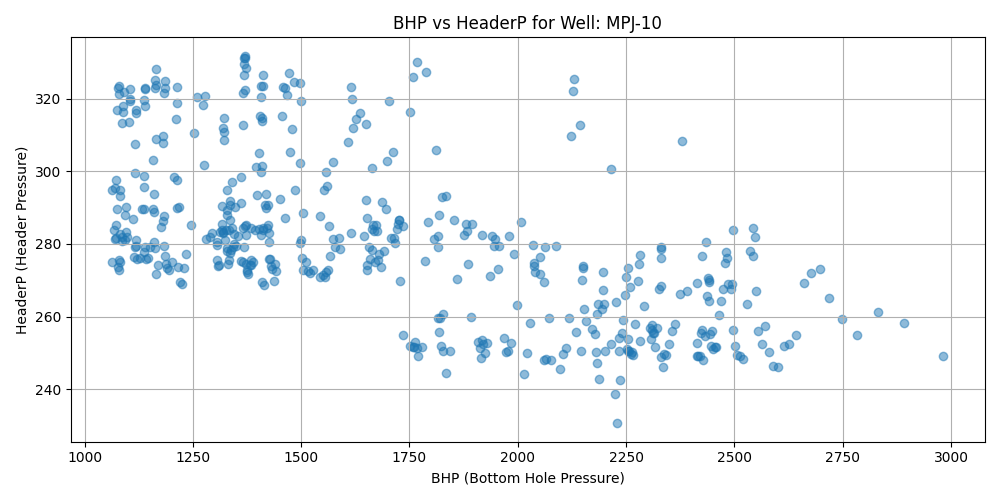 BHP vs HeaderP for Well: MPJ-10
HeaderP (Header Pressure)
320
300
280
260
240
1000 1250 1500 1750 2000 2250 2500 2750 3000
BHP (Bottom Hole Pressure)